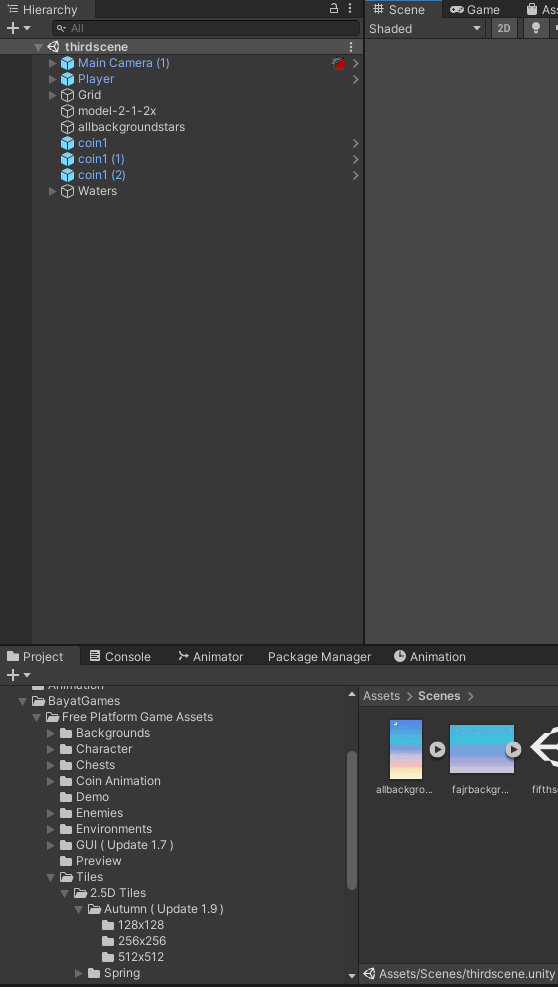 Hierarchy
All
thirdscene
Main Camera (1)
Player
Grid
model-2-1-2x
allbackgroundstars
coin1
coin1 (1)
coin1 (2)
Waters
Scene Game Ass
Shaded 2D
Project Console Animator Package Manager Animation
Animation
BayatGames
Free Platform Game Assets
Backgrounds
Character
Chests
Coin Animation
Demo
Enemies
Environments
GUI ( Update 1.7 )
Preview
Tiles
2.5D Tiles
Autumn ( Update 1.9 )
128x128
256x256
512x512
Spring
Assets Scenes
allbackgro... fajrbackgr... fifths
Assets/Scenes/thirdscene.unity